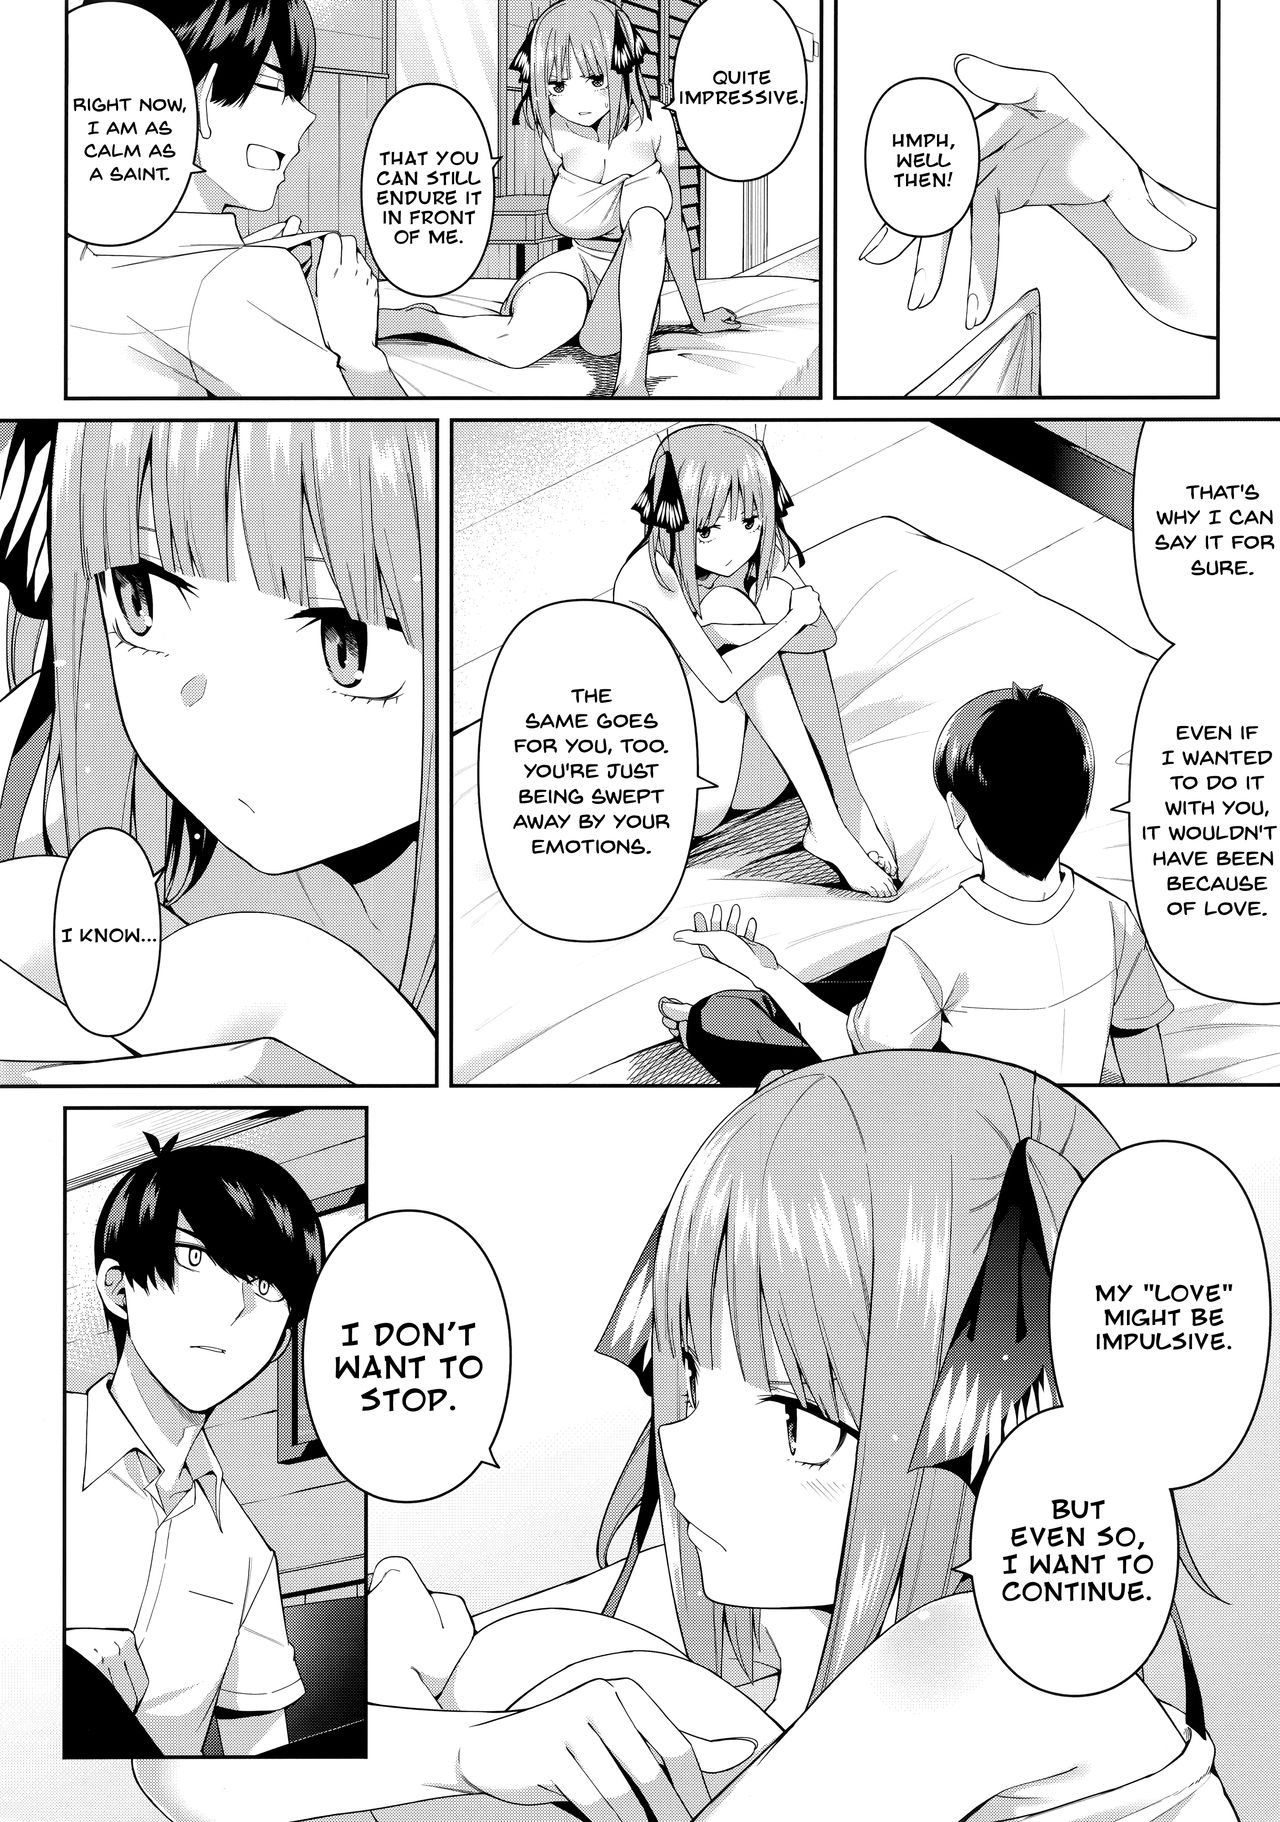 QUITE
IMPRESSIVE.
THAT YOU
CAN STILL
ENDURE IT
IN FRONT
OF ME.
RIGHT NOW,
I AM AS
CALM AS
A SAINT.
HMPH,
WELL
THEN!
THAT'S
WHY I CAN
SAY IT FOR
SURE.
EVEN IF
I WANTED
TO DO IT
WITH YOU,
IT WOULDN'T
HAVE BEEN
BECAUSE
OF LOVE.
THE
SAME GOES
FOR YOU, TOO.
YOU'RE JUST
BEING SWEPT
AWAY BY YOUR
EMOTIONS.
I KNOW...
MY "LOVE"
MIGHT BE
IMPULSIVE.
BUT
EVEN SO,
I WANT TO
CONTINUE.
I DON'T
WANT TO
STOP.